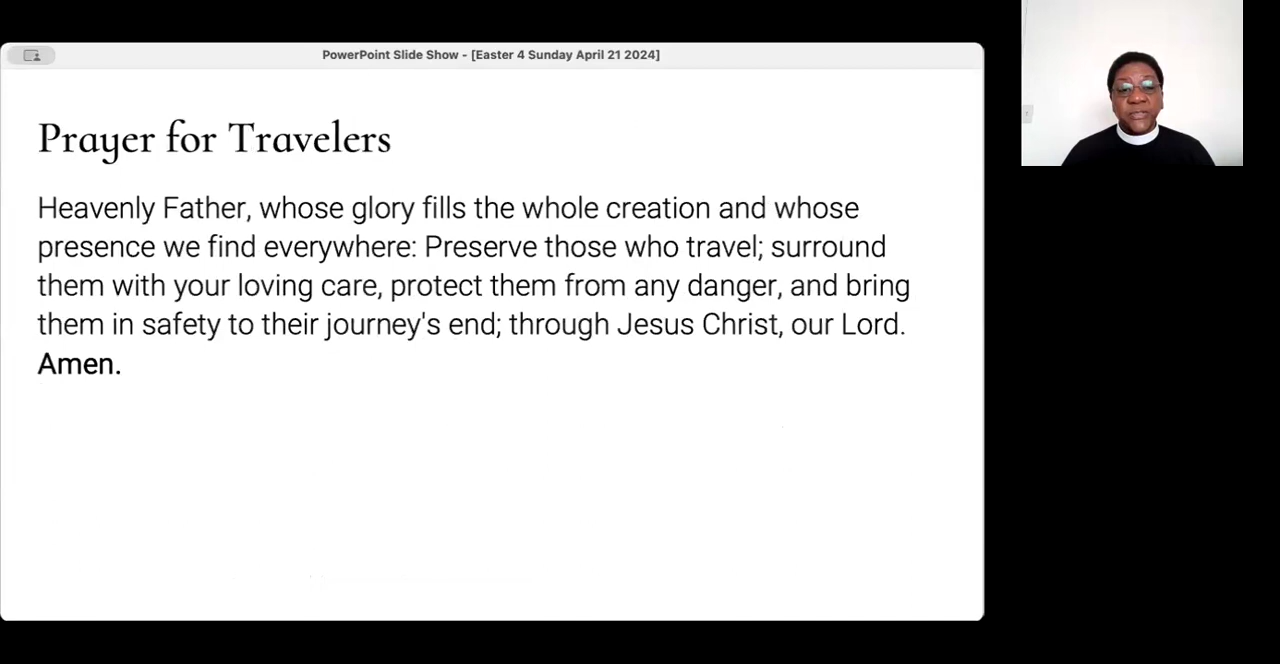 PowerPoint Slide Show - [Easter 4 Sunday April 21 2024]
Prayer for Travelers
Heavenly Father, whose glory fills the whole creation and whose
presence we find everywhere: Preserve those who travel; surround
them with your loving care, protect them from any danger, and bring
them in safety to their journey's end; through Jesus Christ, our Lord.
Amen.